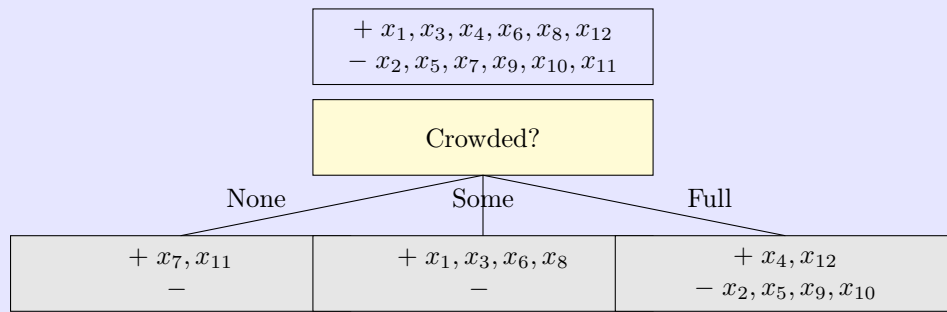 + x₁, x₃, x₄, x₆, x₈, x₁₂
− x₂, x₅, x₇, x₉, x₁₀, x₁₁
Crowded?
None Some Full
+ x₇, x₁₁
−
+ x₁, x₃, x₆, x₈
−
+ x₄, x₁₂
− x₂, x₅, x₉, x₁₀